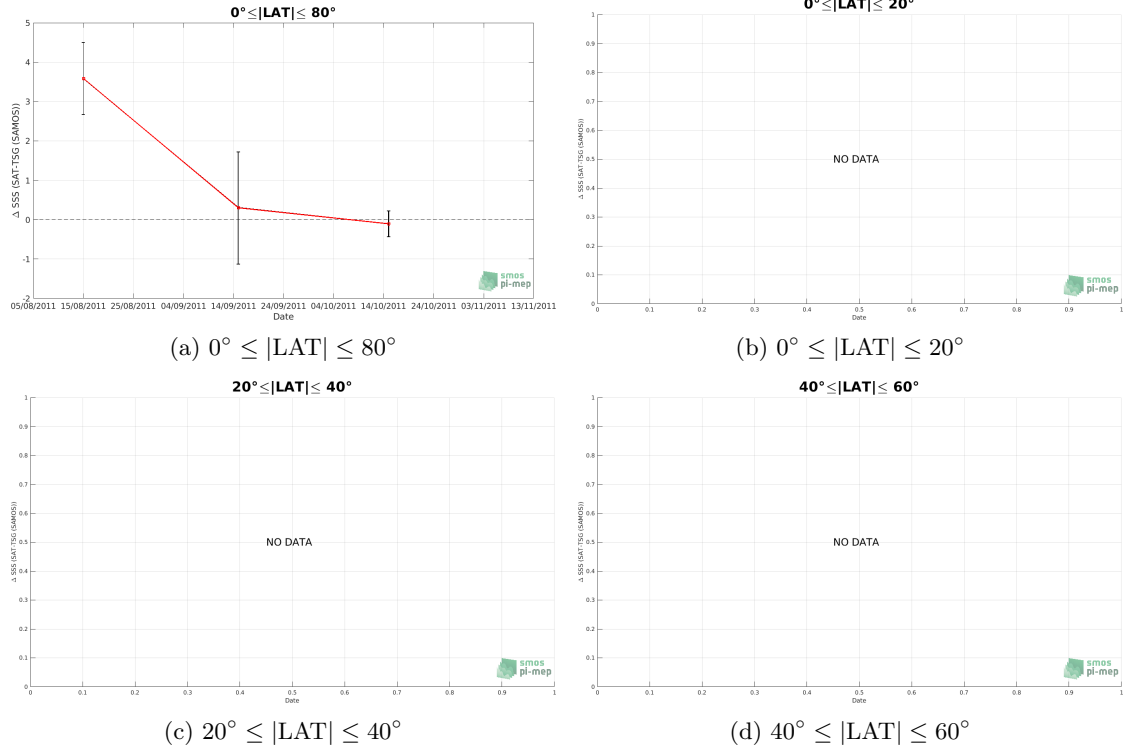 0°≤|LAT|≤ 80°
5
4
3
2
1
0
-1
-2
Δ SSS (SAT-TSG (SAMOS))
05/08/2011 15/08/2011 25/08/2011 04/09/2011 14/09/2011 24/09/2011 04/10/2011 14/10/2011 24/10/2011 03/11/2011 13/11/2011
Date
smos
pi-mep
(a) 0° ≤ |LAT| ≤ 80°
0°≤|LAT|≤ 20°
1
0.9
0.8
0.7
0.6
0.5
0.4
0.3
0.2
0.1
0
Δ SSS (SAT-TSG (SAMOS))
NO DATA
0 0.1 0.2 0.3 0.4 0.5 0.6 0.7 0.8 0.9 1
Date
smos
pi-mep
(b) 0° ≤ |LAT| ≤ 20°
20°≤|LAT|≤ 40°
1
0.9
0.8
0.7
0.6
0.5
0.4
0.3
0.2
0.1
0
Δ SSS (SAT-TSG (SAMOS))
NO DATA
0 0.1 0.2 0.3 0.4 0.5 0.6 0.7 0.8 0.9 1
Date
smos
pi-mep
(c) 20° ≤ |LAT| ≤ 40°
40°≤|LAT|≤ 60°
1
0.9
0.8
0.7
0.6
0.5
0.4
0.3
0.2
0.1
0
Δ SSS (SAT-TSG (SAMOS))
NO DATA
0 0.1 0.2 0.3 0.4 0.5 0.6 0.7 0.8 0.9 1
Date
smos
pi-mep
(d) 40° ≤ |LAT| ≤ 60°